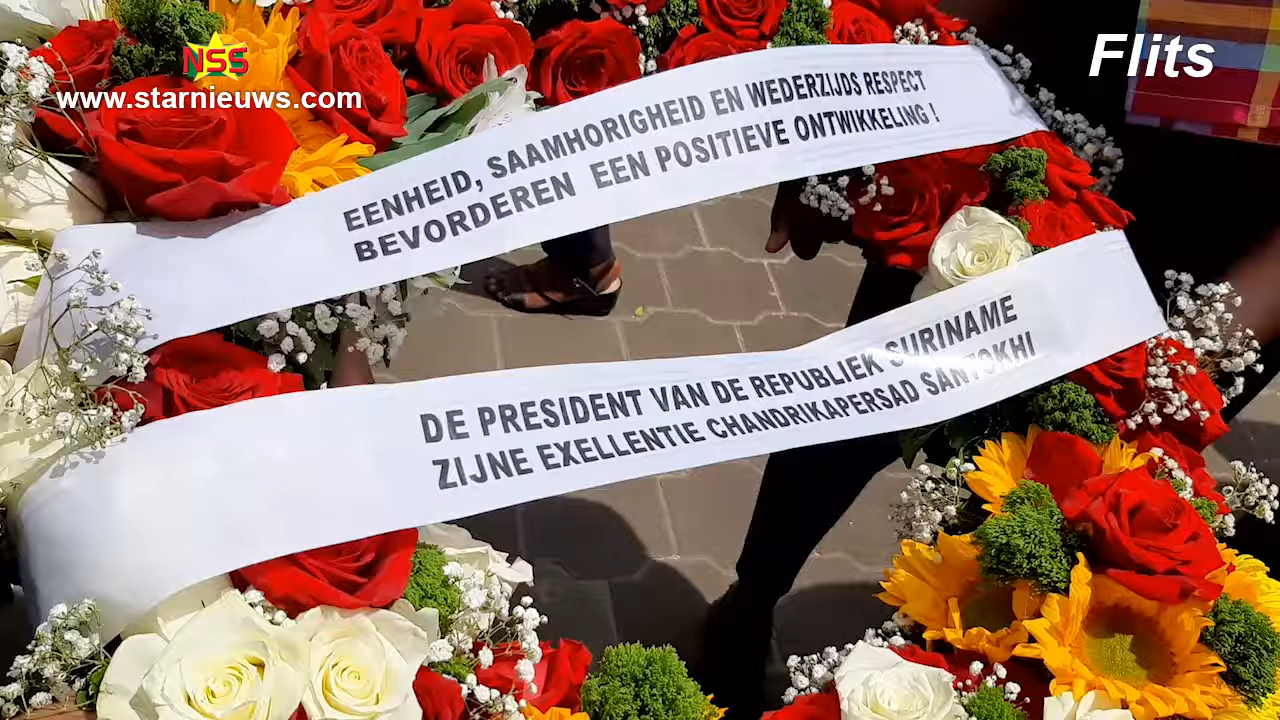 NSS
www.starnieuws.com
Flits
EENHEID, SAAMHORIGHEID EN WEDERZIJDS RESPECT
BEVORDEREN EEN POSITIEVE ONTWIKKELING !
DE PRESIDENT VAN DE REPUBLIEK SURINAME
ZIJNE EXELLENTIE CHANDRIKAPERSAD SANTOKHI